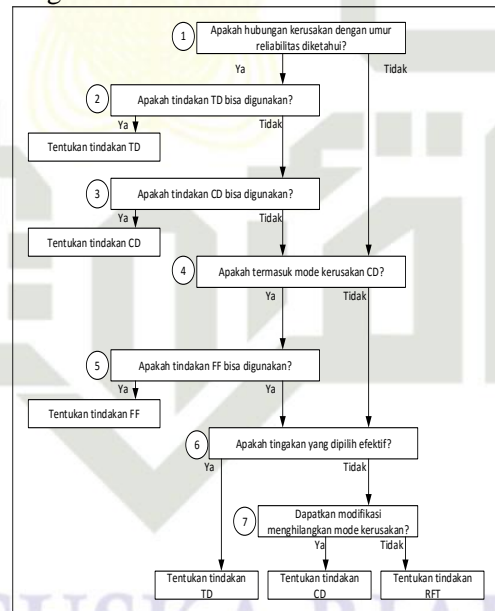 1
Apakah hubungan kerusakan dengan umur
reliabilitas diketahui?
Ya
Tidak
2
Apakah tindakan TD bisa digunakan?
Ya
Tidak
Tentukan tindakan TD
3
Apakah tindakan CD bisa digunakan?
Ya
Tidak
Tentukan tindakan CD
4
Apakah termasuk mode kerusakan CD?
Ya
Tidak
5
Apakah tindakan FF bisa digunakan?
Ya
Ya
Tentukan tindakan FF
6
Apakah tingakan yang dipilih efektif?
Ya
Tidak
7
Dapatkan modifikasi
menghilangkan mode kerusakan?
Ya
Tidak
Tentukan tindakan
TD
Tentukan tindakan
CD
Tentukan tindakan
RFT